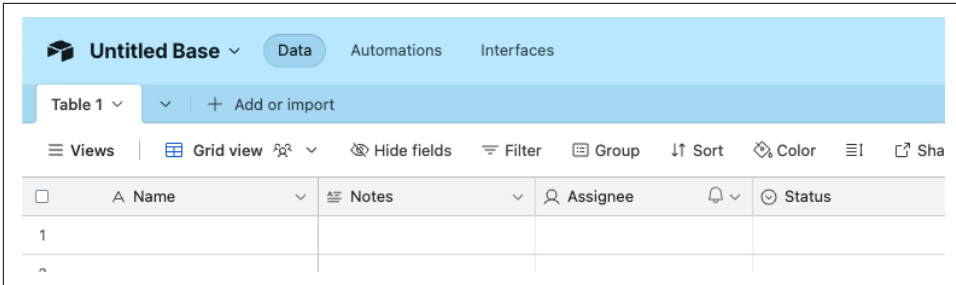 Untitled Base Data Automations Interfaces
Table 1 Add or import
Views Grid view Hide fields Filter Group Sort Color Sha
Name Notes Assignee Status
1